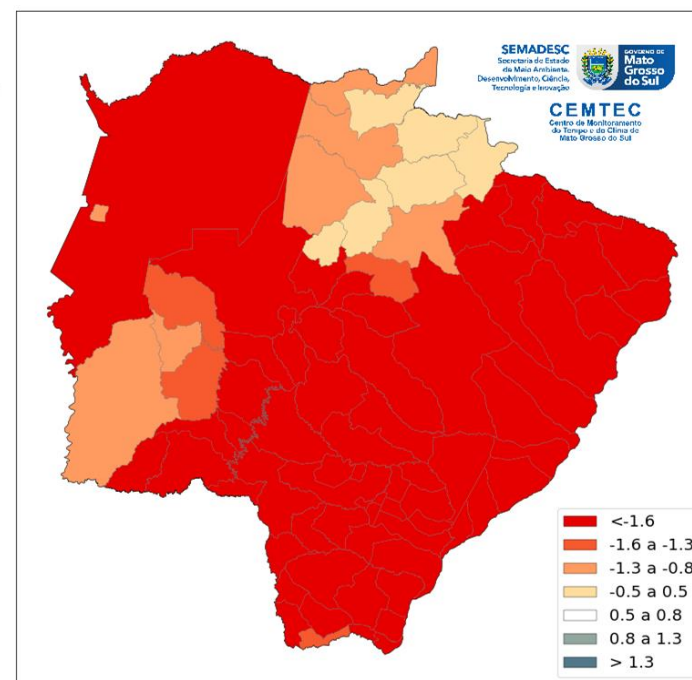 SEMADESC
Secretaria de Estado
de Meio Ambiente,
Desenvolvimento, Ciência,
Tecnologia e Inovação
GOVERNO DE
Mato
Grosso
do Sul
CEMTEC
Centro de Monitoramento
do Tempo e do Clima de
Mato Grosso do Sul
<-1.6
-1.6 a -1.3
-1.3 a -0.8
-0.5 a 0.5
0.5 a 0.8
0.8 a 1.3
> 1.3